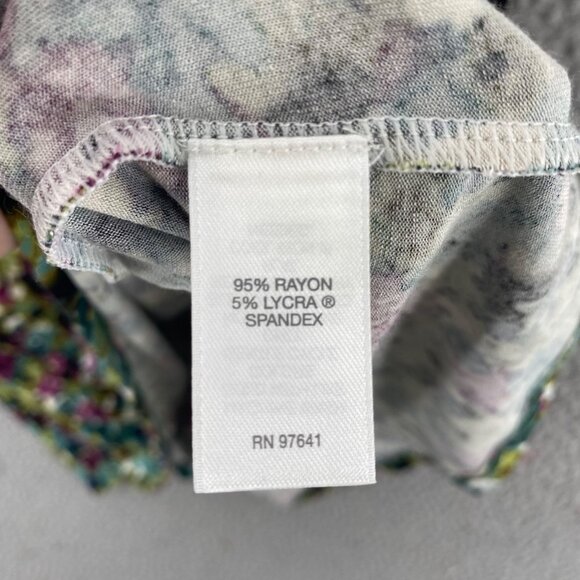 95% RAYON
5% LYCRA ®
SPANDEX
RN 97641